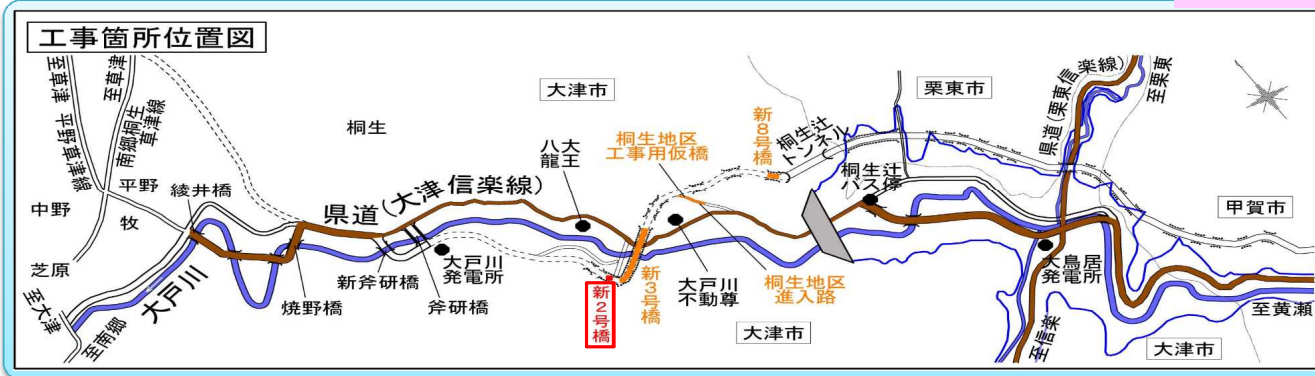 工事箇所位置図
至草津 平野草津線
至草津
南郷桐生
草津線
大津市
栗東市
県道(栗東信楽線)
至栗東
桐生
八大
龍王
桐生地区
工事用仮橋
新8号橋
桐生辻
トンネル
桐生辻
バス停
平野
綾井橋
中野
牧
県道(大津信楽線)
甲賀市
芝原
大戸川
新斧研橋
大戸川
発電所
新3号橋
大戸川
不動尊
桐生地区
進入路
大鳥居
発電所
至大津
至南郷
焼野橋
斧研橋
新2号橋
大津市
至信楽
大津市
至黄瀬